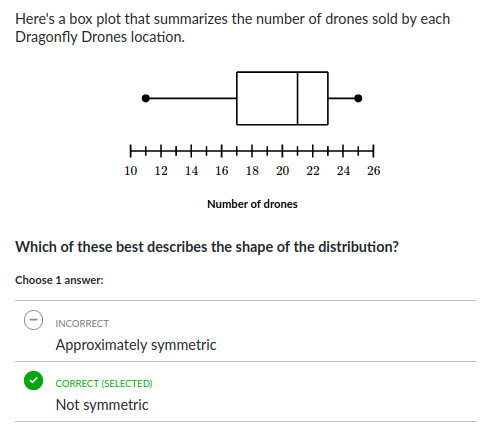 Here's a box plot that summarizes the number of drones sold by each
Dragonfly Drones location.
10 12 14 16 18 20 22 24 26
Number of drones
Which of these best describes the shape of the distribution?
Choose 1 answer:
INCORRECT
Approximately symmetric
CORRECT (SELECTED)
Not symmetric